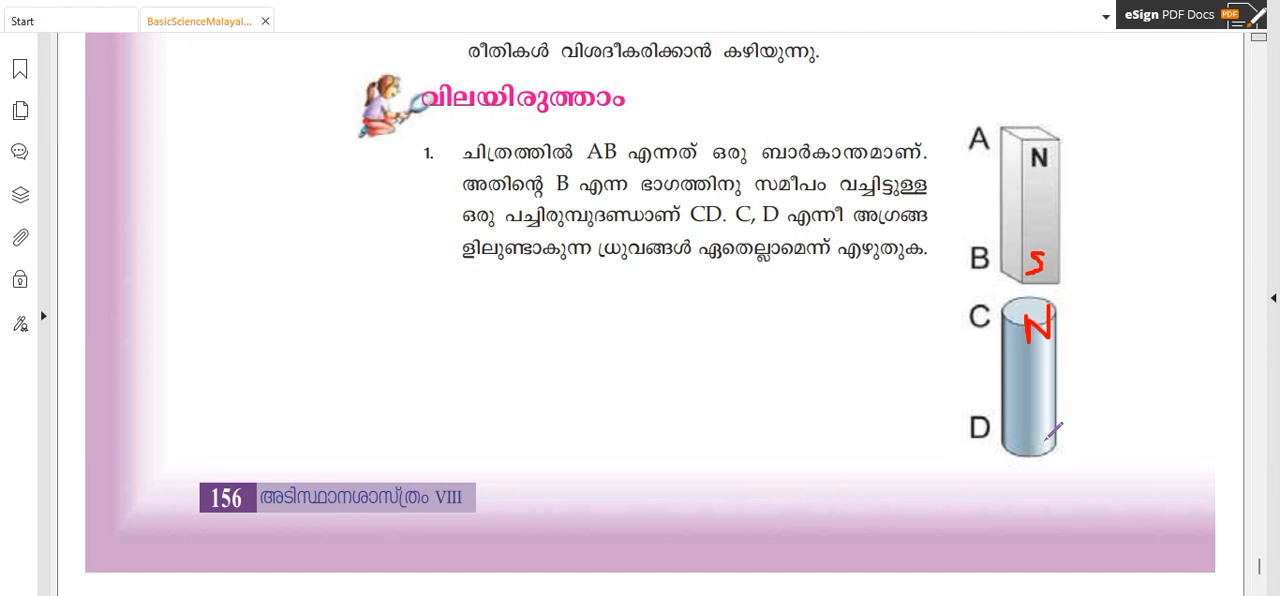 Start
BasicScienceMalayal...
eSign PDF Docs
PDF
രീതികൾ വിശദീകരിക്കാൻ കഴിയുന്നു.
വിലയിരുത്താം
1. ചിത്രത്തിൽ AB എന്നത് ഒരു ബാർകാന്തമാണ്.
അതിന്റെ B എന്ന ഭാഗത്തിനു സമീപം വച്ചിട്ടുള്ള
ഒരു പച്ചിരുമ്പുദണ്ഡാണ് CD. C, D എന്നീ അഗ്രങ്ങ
ളിലുണ്ടാകുന്ന ധ്രുവങ്ങൾ ഏതെല്ലാമെന്ന് എഴുതുക.
A
N
B
S
C
N
D
156 അടിസ്ഥാനശാസ്ത്രം VIII